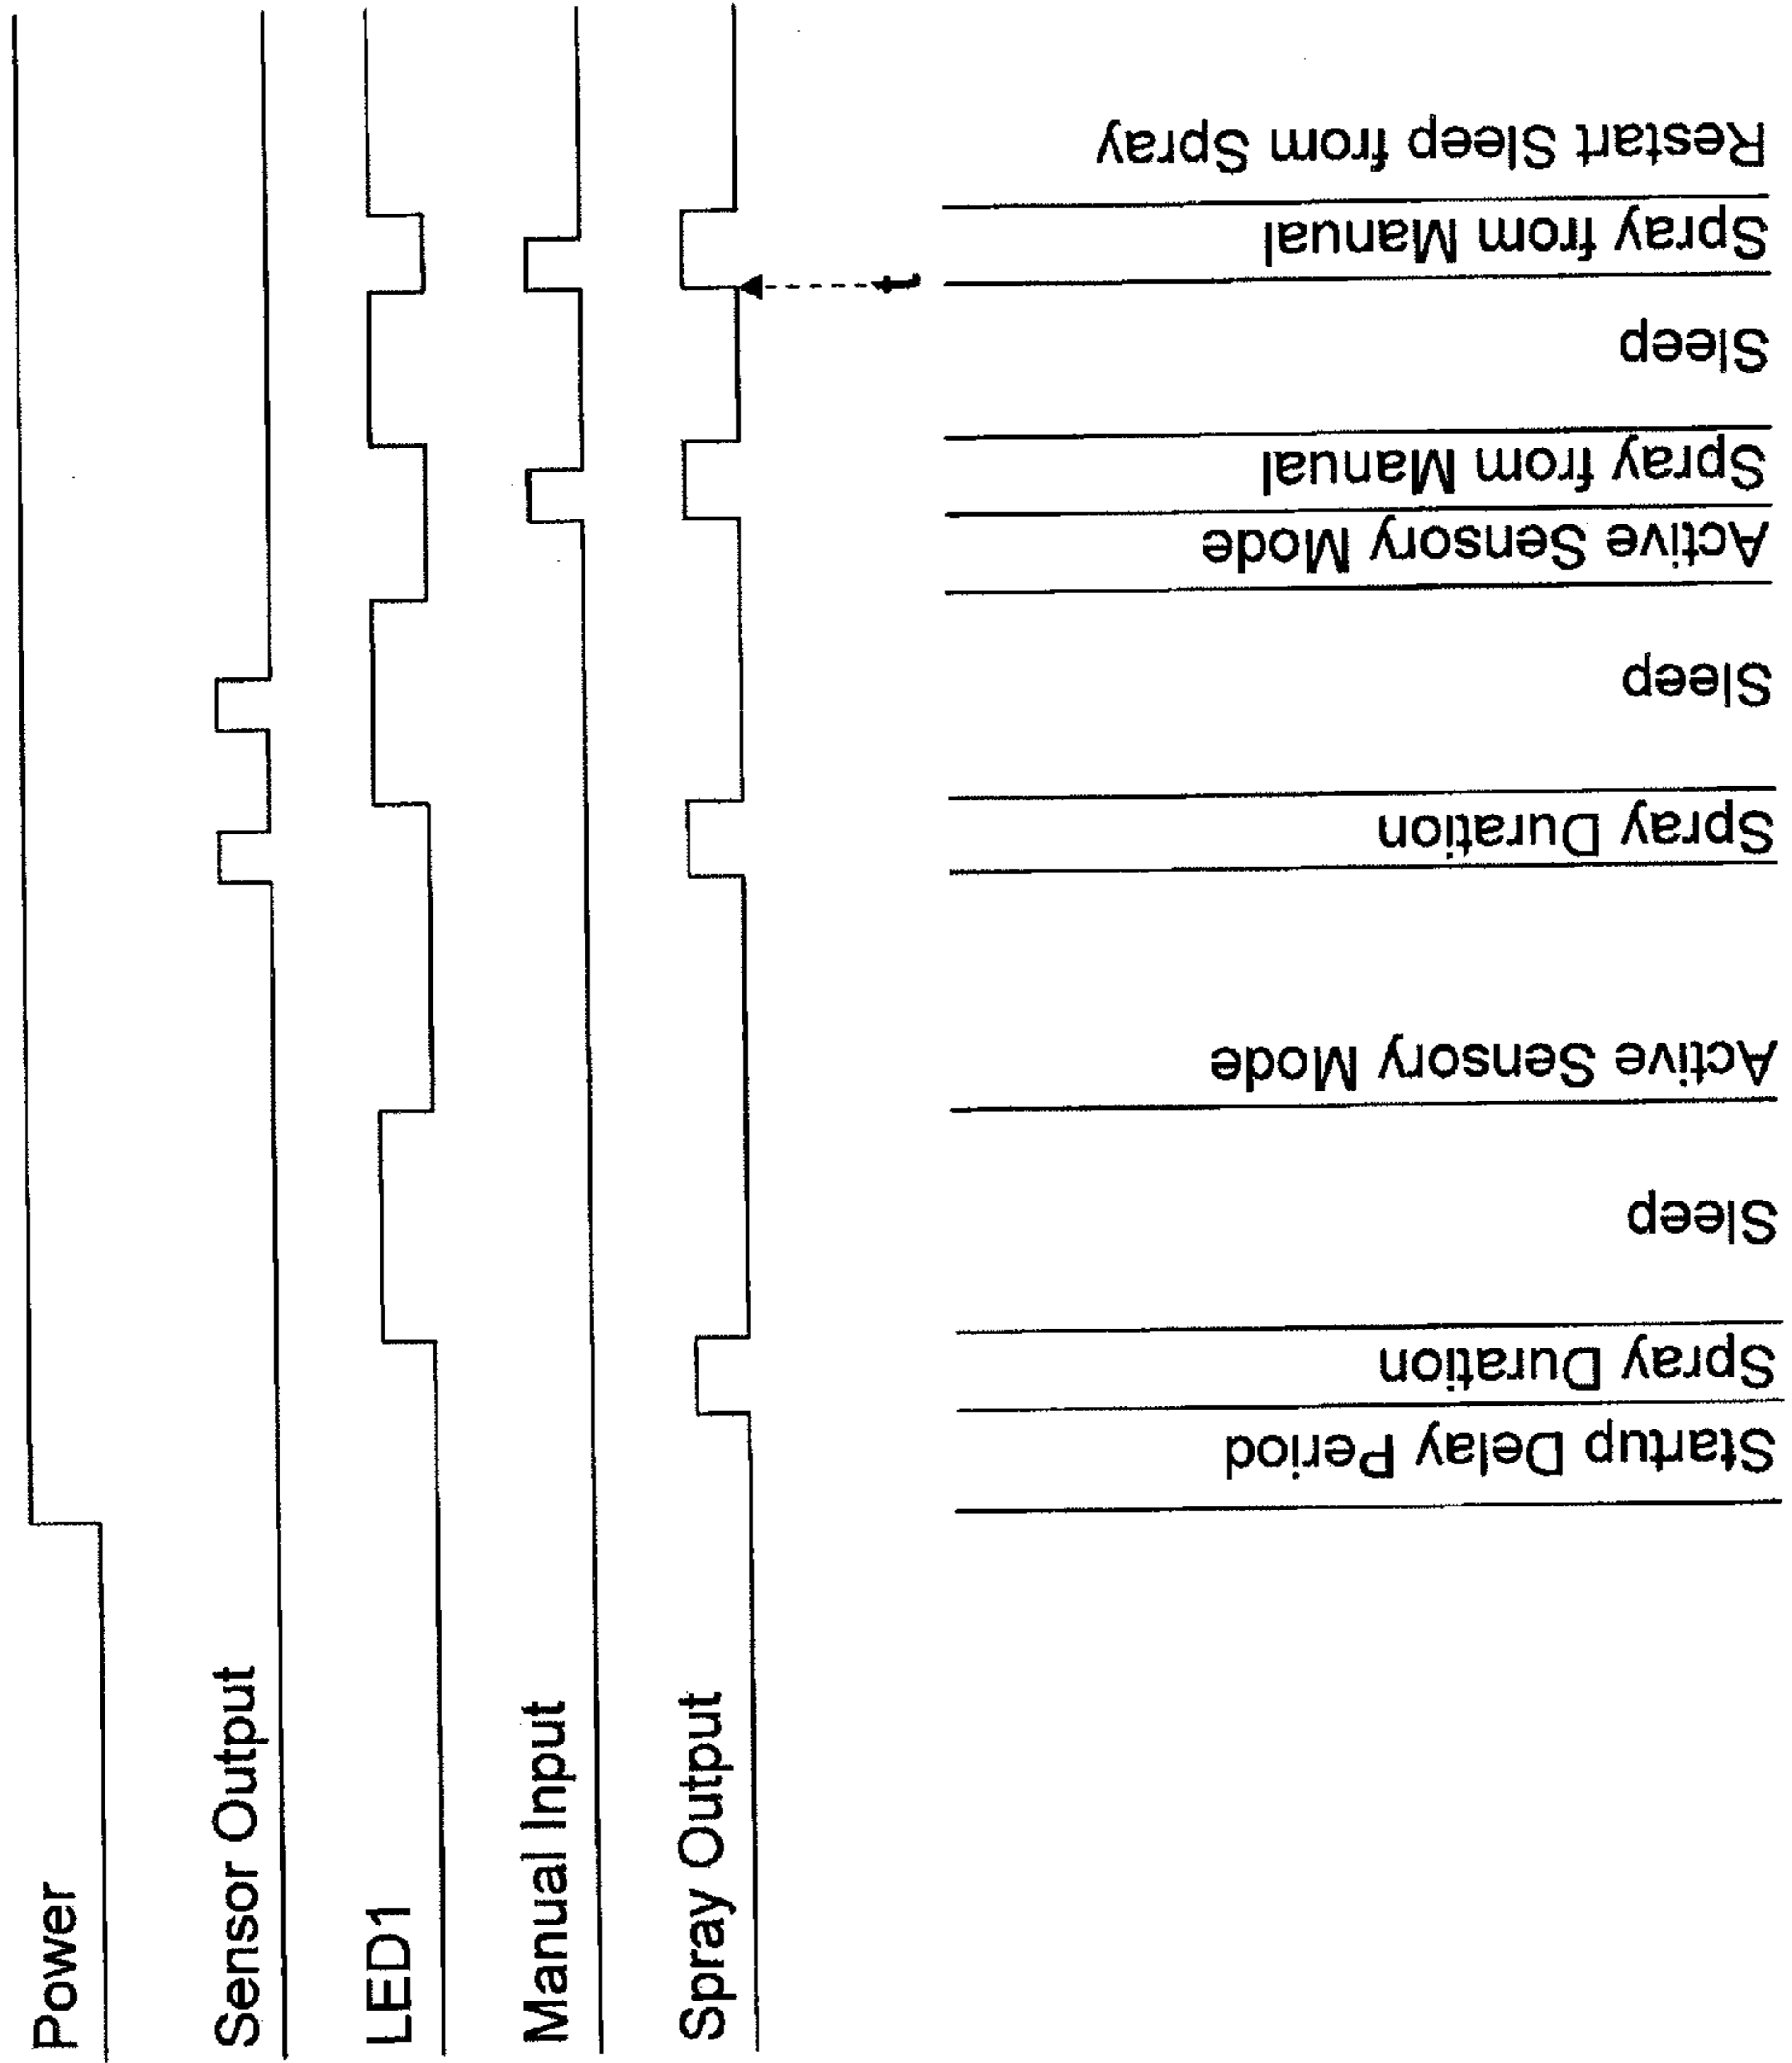 Power
Sensor Output
LED1
Manual Input
Spray Output
t
Startup Delay Period
Spray Duration
Sleep
Active Sensory Mode
Spray Duration
Sleep
Active Sensory Mode
Spray from Manual
Sleep
Spray from Manual
Restart Sleep from Spray